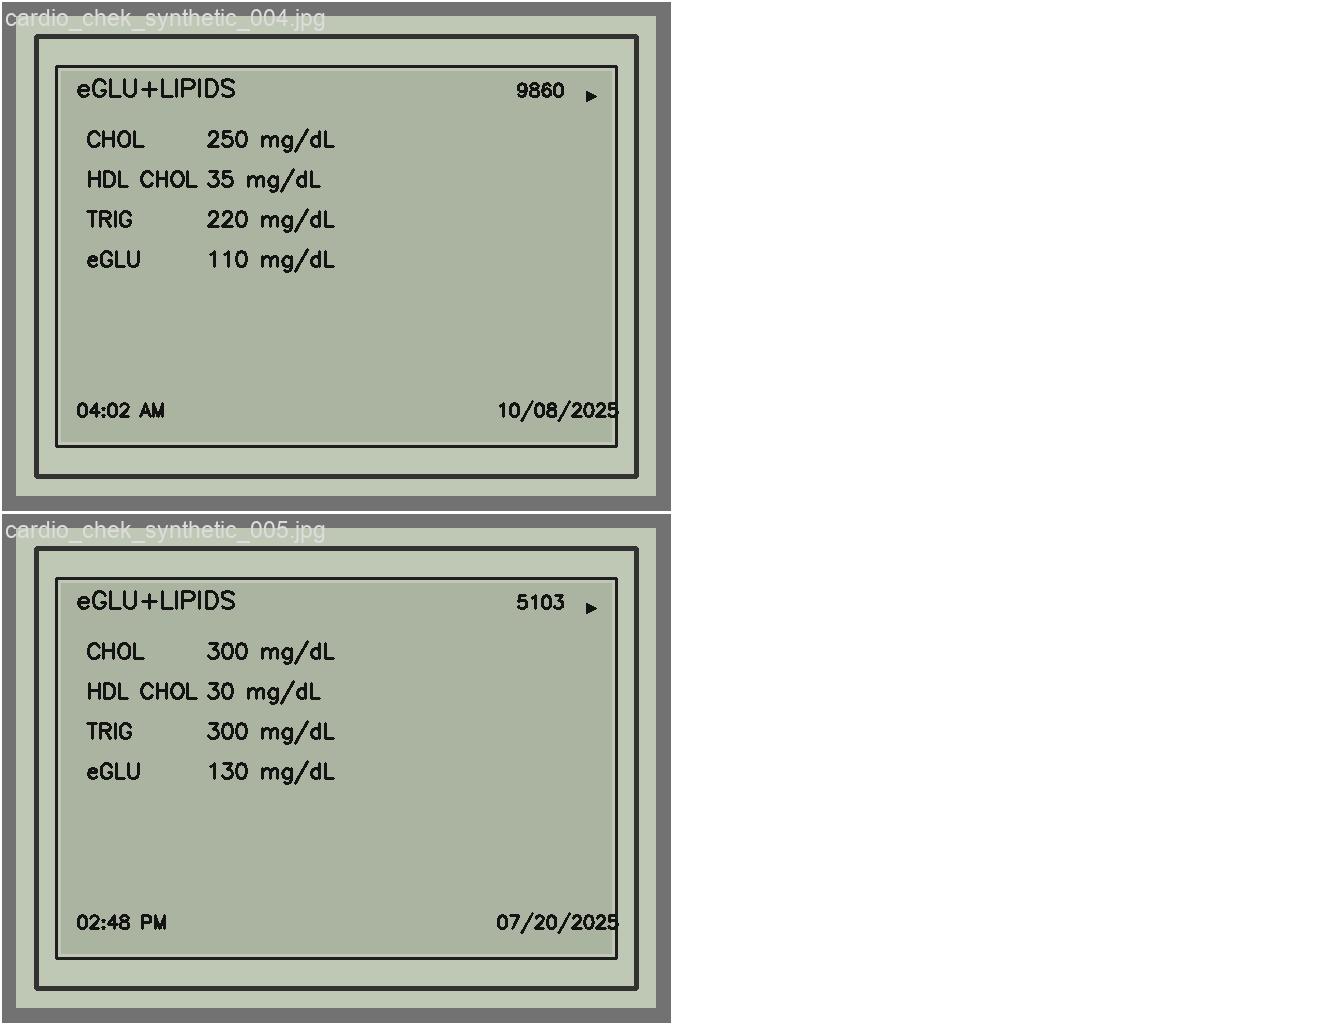 cardio_chek_synthetic_004.jpg
eGLU+LIPIDS 9860 ►
CHOL 250 mg/dL
HDL CHOL 35 mg/dL
TRIG 220 mg/dL
eGLU 110 mg/dL
04:02 AM 10/08/2025
cardio_chek_synthetic_005.jpg
eGLU+LIPIDS 5103 ►
CHOL 300 mg/dL
HDL CHOL 30 mg/dL
TRIG 300 mg/dL
eGLU 130 mg/dL
02:48 PM 07/20/2025